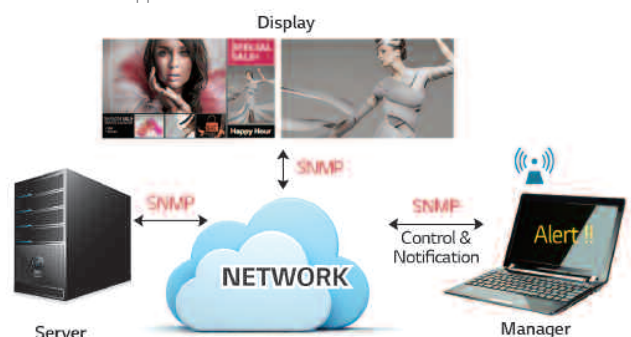 Display
SPECIAL
SALE
Happy Hour
SNMP
SNMP
SNMP
Control &
Notification
Alert !!
NETWORK
Server
Manager